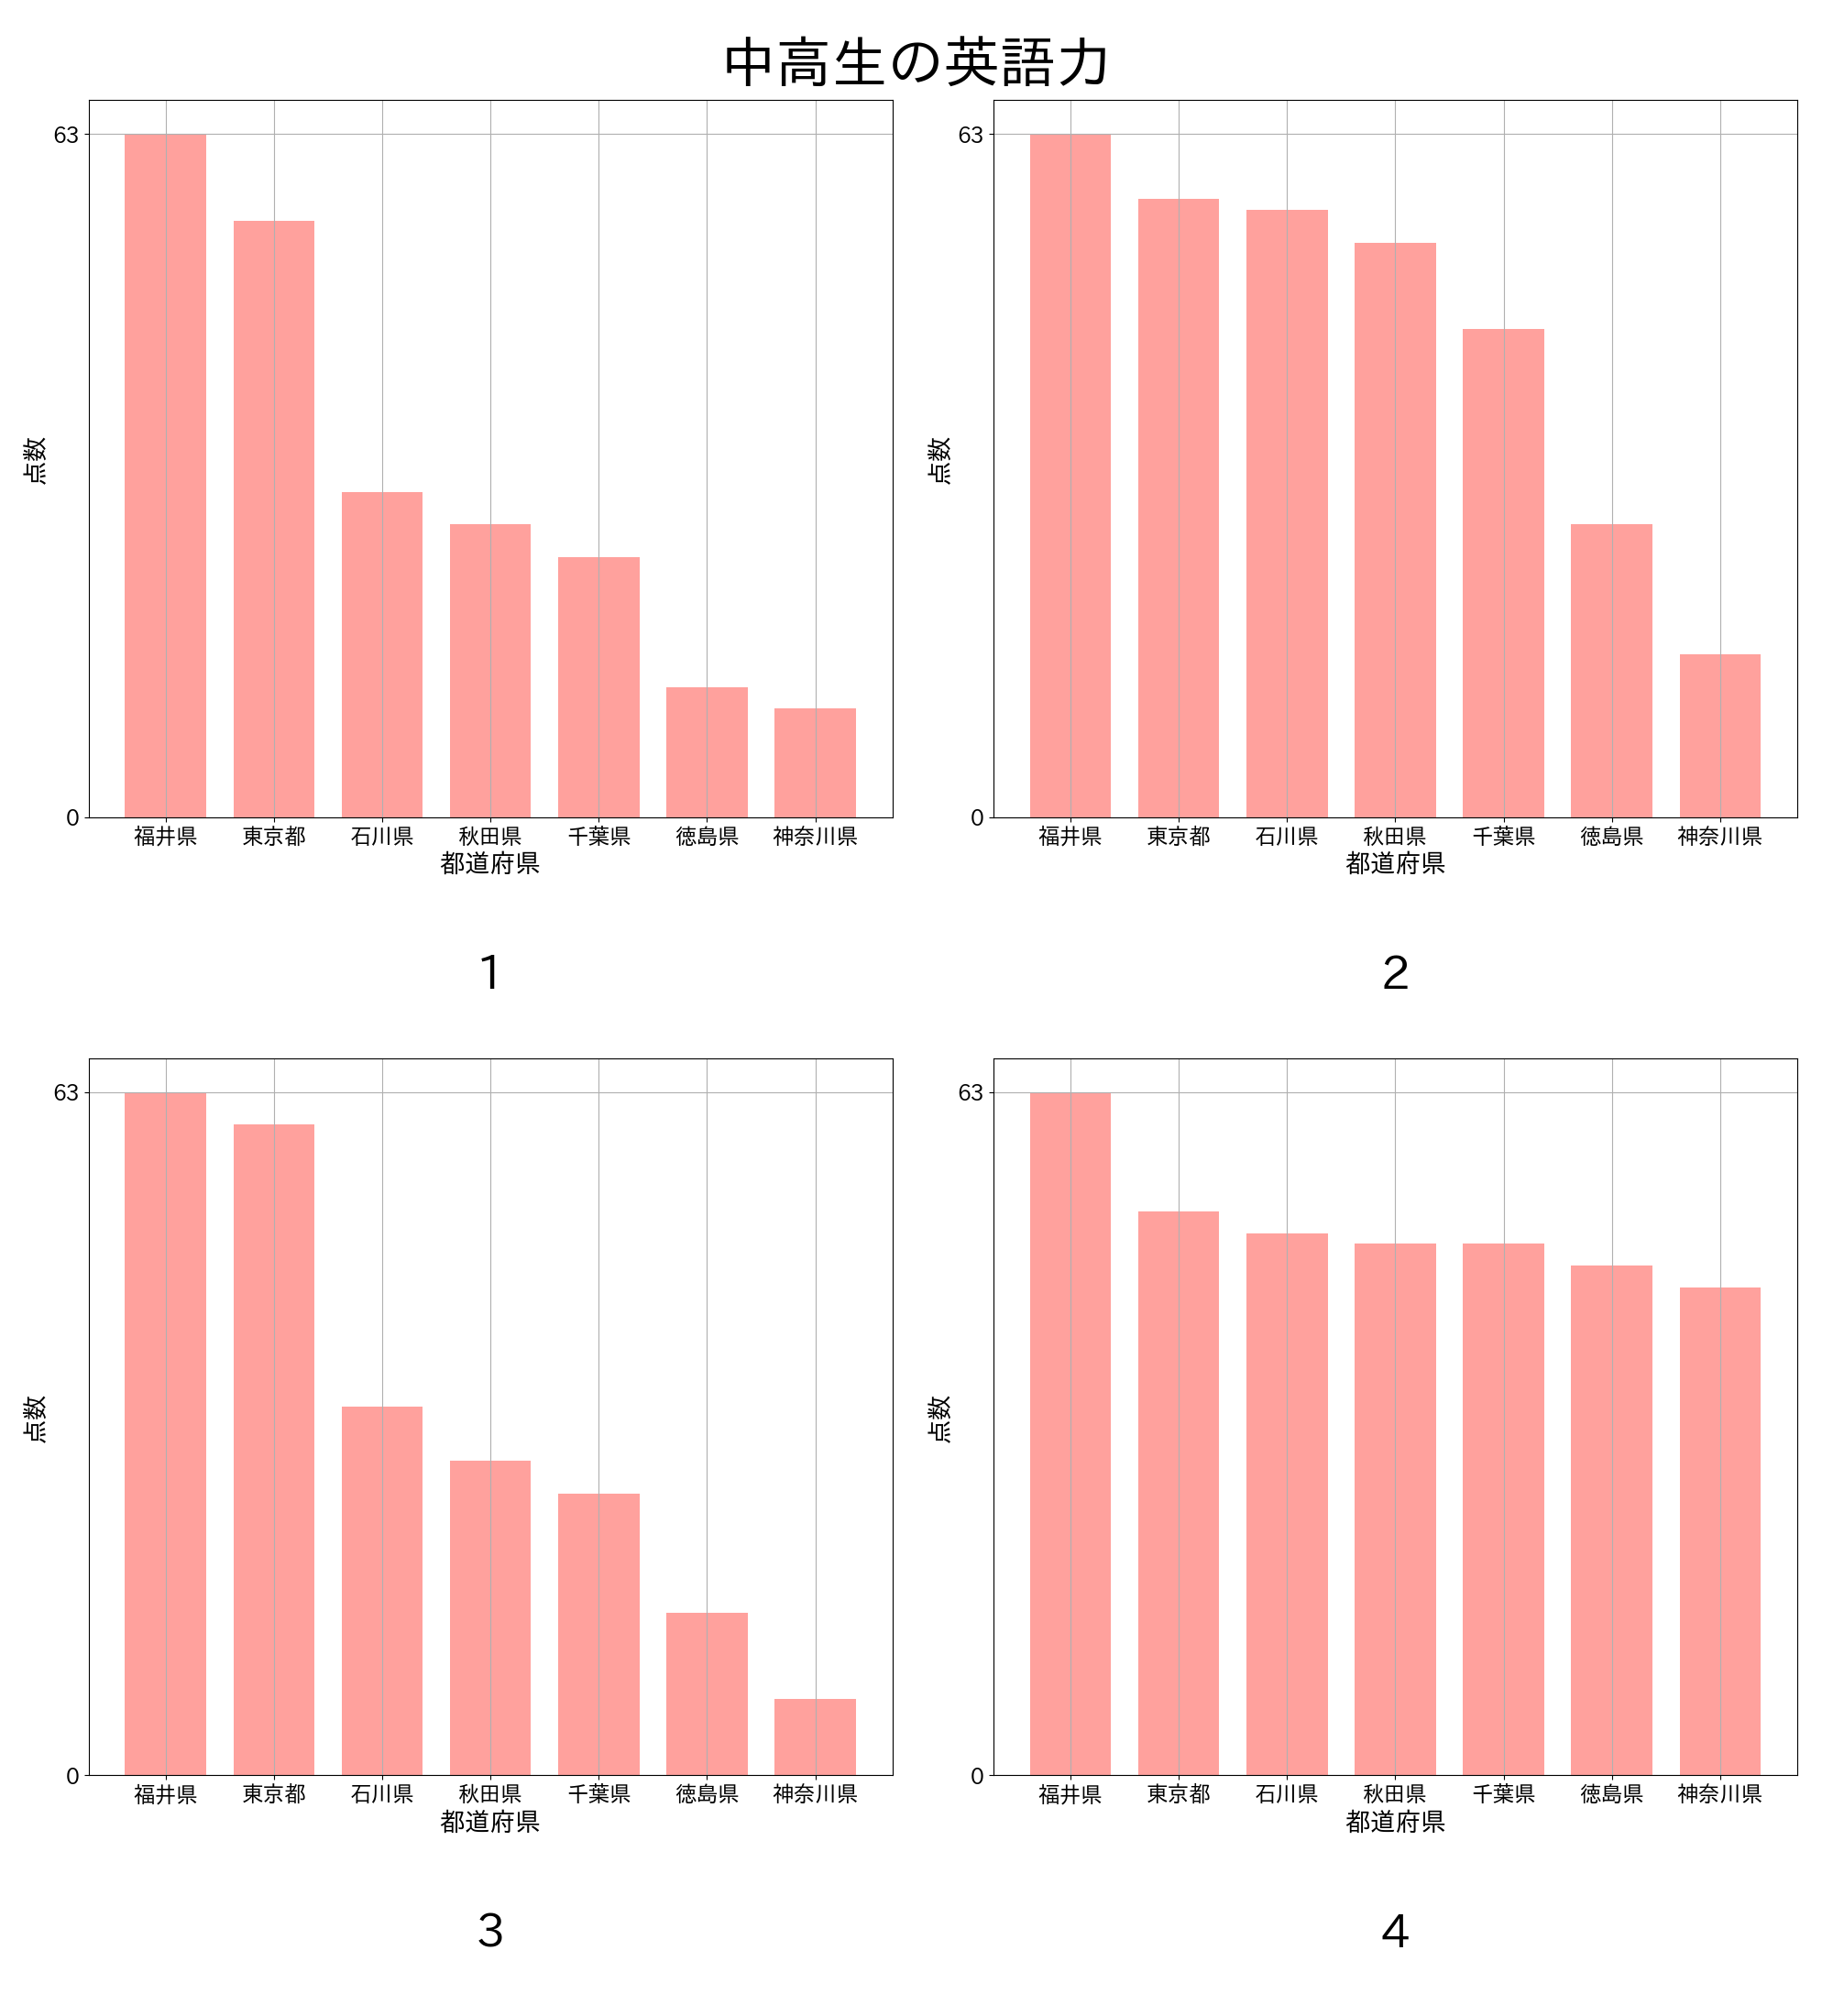 中高生の英語力
63
点数
0
福井県 東京都 石川県 秋田県 千葉県 徳島県 神奈川県
都道府県
1
63
点数
0
福井県 東京都 石川県 秋田県 千葉県 徳島県 神奈川県
都道府県
2
63
点数
0
福井県 東京都 石川県 秋田県 千葉県 徳島県 神奈川県
都道府県
3
63
点数
0
福井県 東京都 石川県 秋田県 千葉県 徳島県 神奈川県
都道府県
4